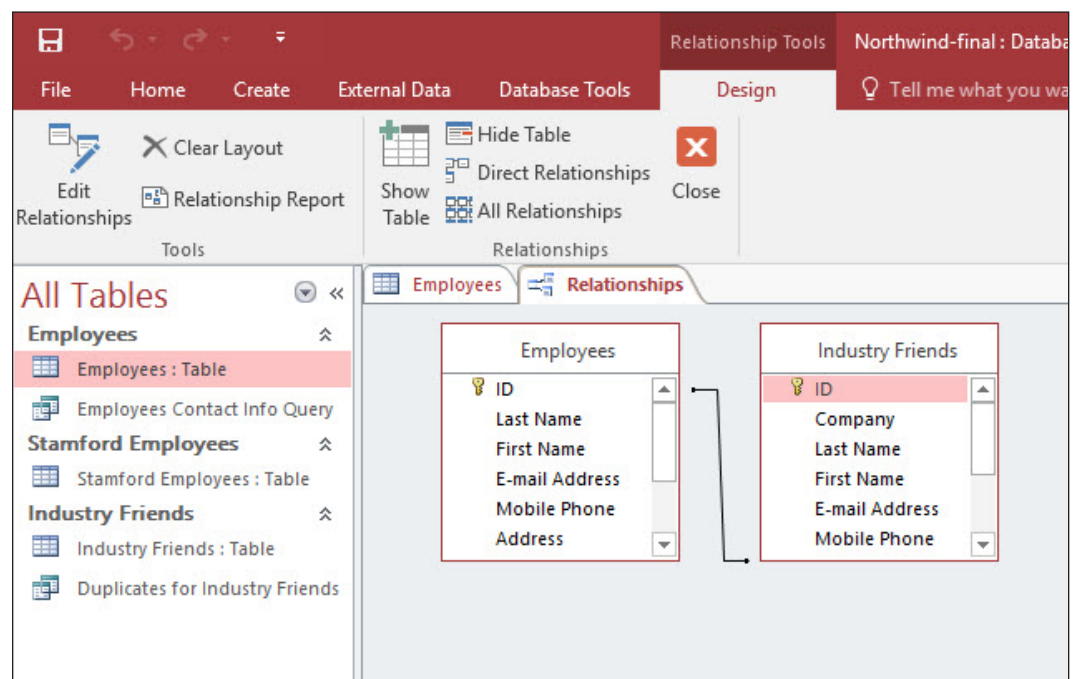 Relationship Tools Northwind-final : Databa
File Home Create External Data Database Tools Design Tell me what you wa
Edit Relationships
Clear Layout
Relationship Report
Tools
Show Table
Hide Table
Direct Relationships
All Relationships
Close
Relationships
All Tables
Employees
Employees : Table
Employees Contact Info Query
Stamford Employees
Stamford Employees : Table
Industry Friends
Industry Friends : Table
Duplicates for Industry Friends
Employees Relationships
Employees
ID
Last Name
First Name
E-mail Address
Mobile Phone
Address
Industry Friends
ID
Company
Last Name
First Name
E-mail Address
Mobile Phone